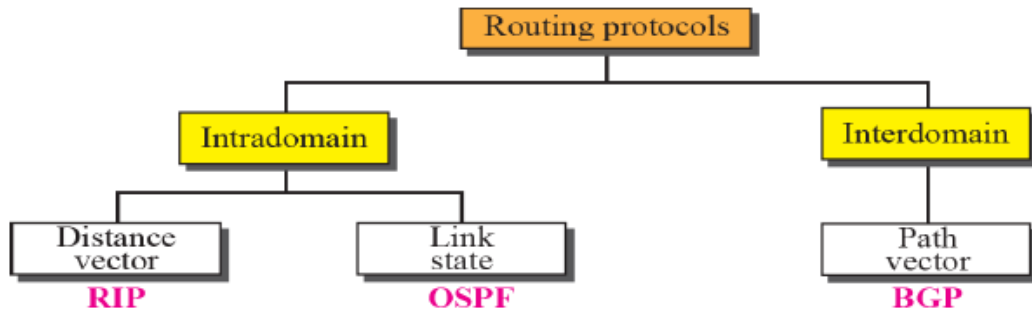 Routing protocols
Intradomain
Interdomain
Distance
vector
Link
state
Path
vector
RIP
OSPF
BGP